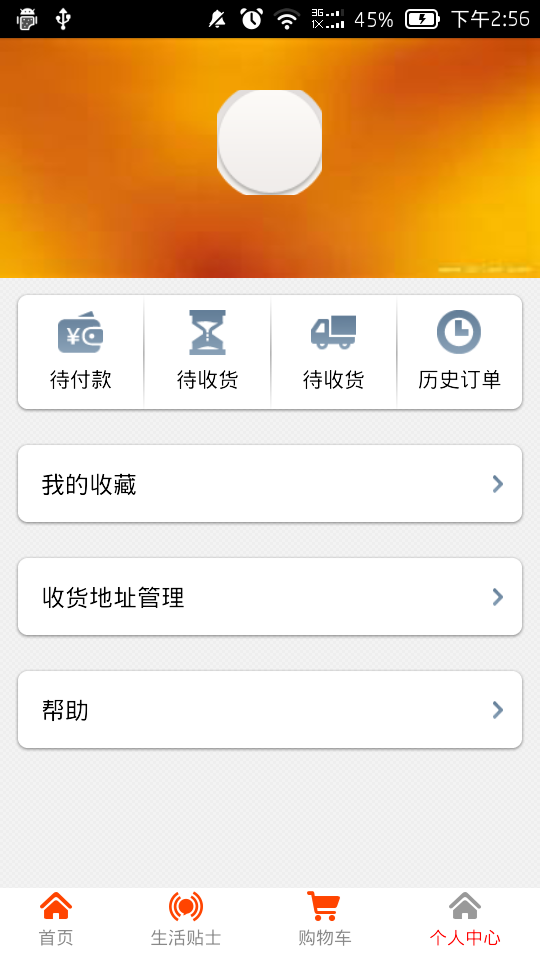 3G
1X
45%
下午2:56
待付款
待收货
待收货
历史订单
我的收藏
收货地址管理
帮助
首页
生活贴士
购物车
个人中心